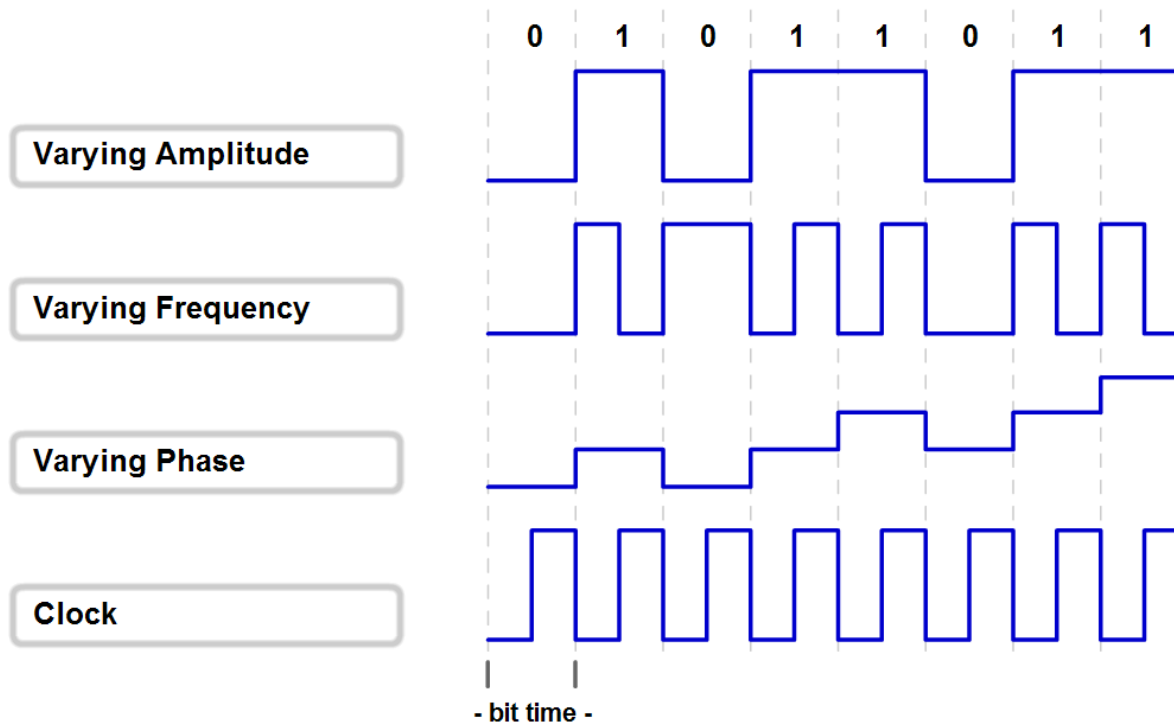 0 1 0 1 1 0 1 1
Varying Amplitude
Varying Frequency
Varying Phase
Clock
- bit time -